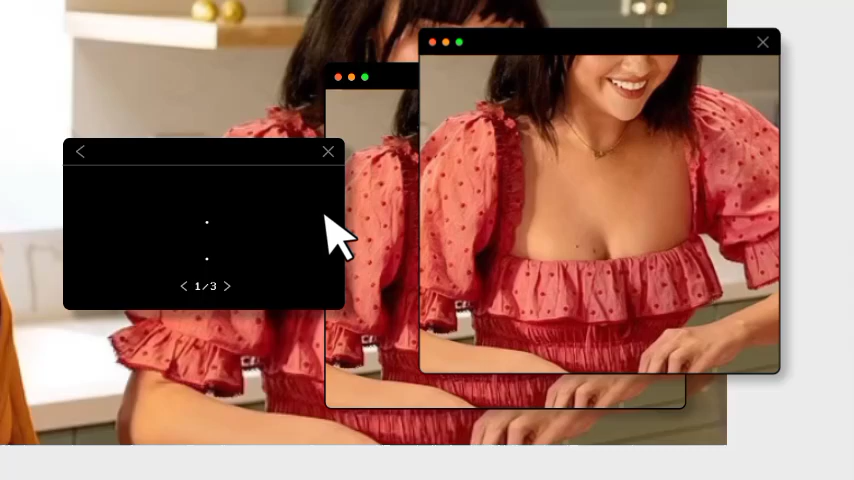 .
.
< 1/3 >